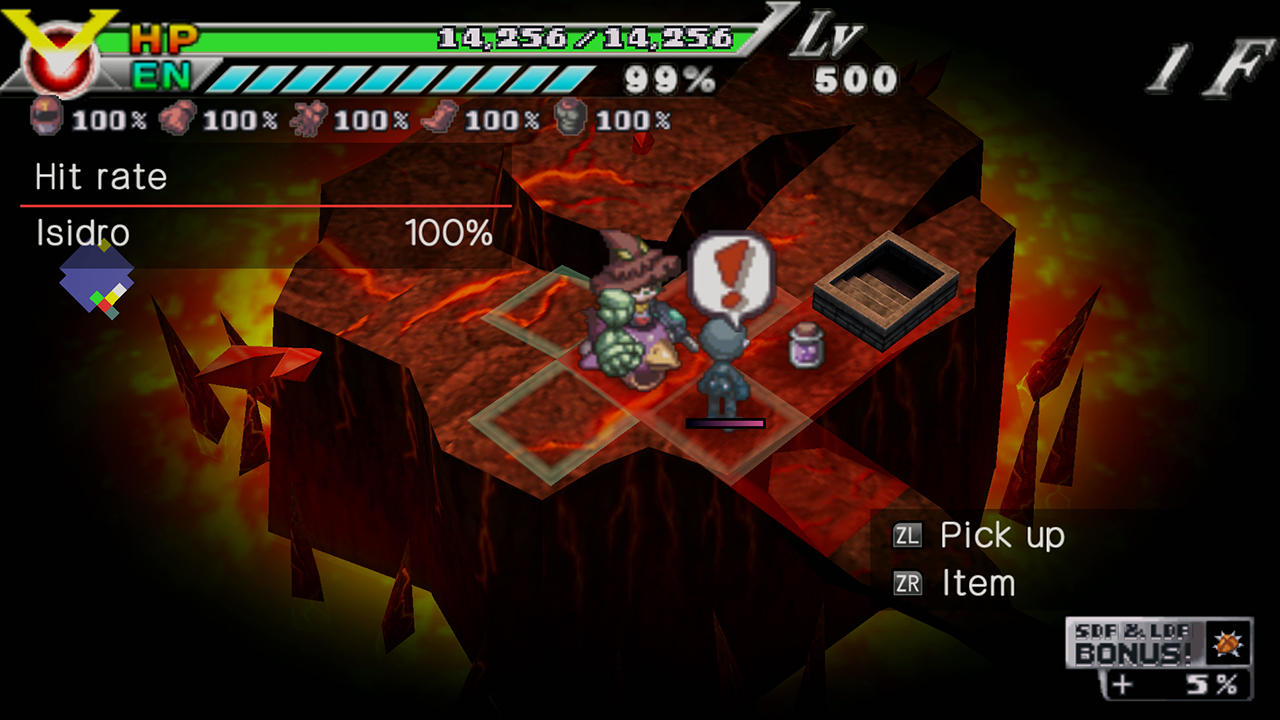 HP 14,256/14,256 Lv
EN 99% 500
1F
100% 100% 100% 100% 100%
Hit rate
Isidro 100%
!
ZL Pick up
ZR Item
SDF & LDF
BONUS!
+ 5%